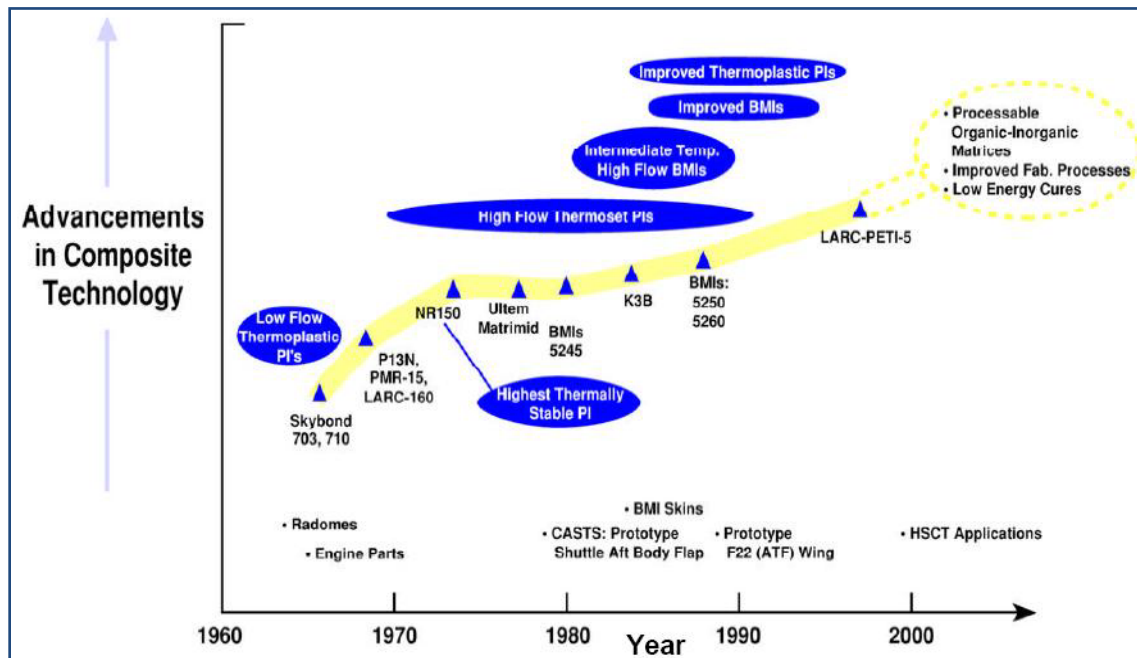 Advancements
in Composite
Technology
Improved Thermoplastic PIs
Improved BMIs
Intermediate Temp.
High Flow BMIs
High Flow Thermoset PIs
• Processable
Organic-Inorganic
Matrices
• Improved Fab. Processes
• Low Energy Cures
LARC-PETI-5
Low Flow
Thermoplastic
PI's
NR150
Ultem
Matrimid
BMIs
5245
K3B
BMIs:
5250
5260
P13N,
PMR-15,
LARC-160
Highest Thermally
Stable PI
Skybond
703, 710
• Radomes
• Engine Parts
• BMI Skins
• CASTS: Prototype
Shuttle Aft Body Flap
• Prototype
F22 (ATF) Wing
• HSCT Applications
1960
1970
1980
1990
2000
Year